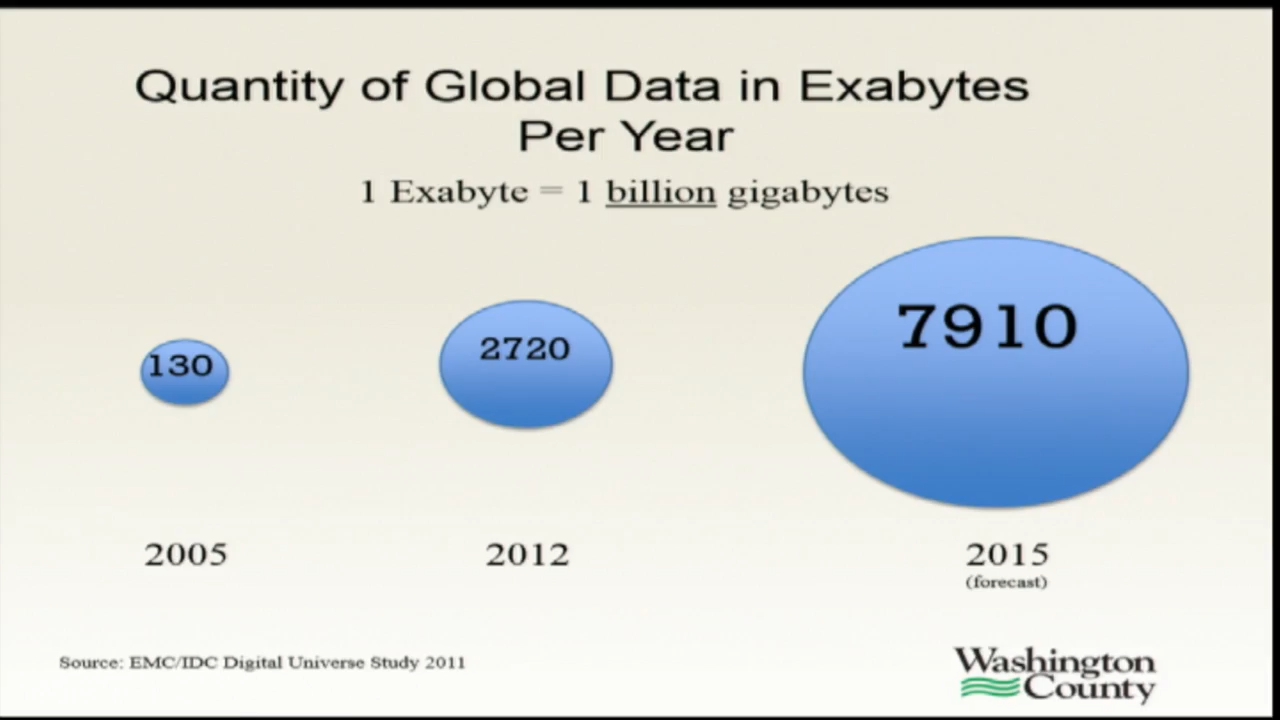 Quantity of Global Data in Exabytes
Per Year
1 Exabyte = 1 billion gigabytes
130
2720
7910
2005
2012
2015
(forecast)
Source: EMC/IDC Digital Universe Study 2011
Washington
County